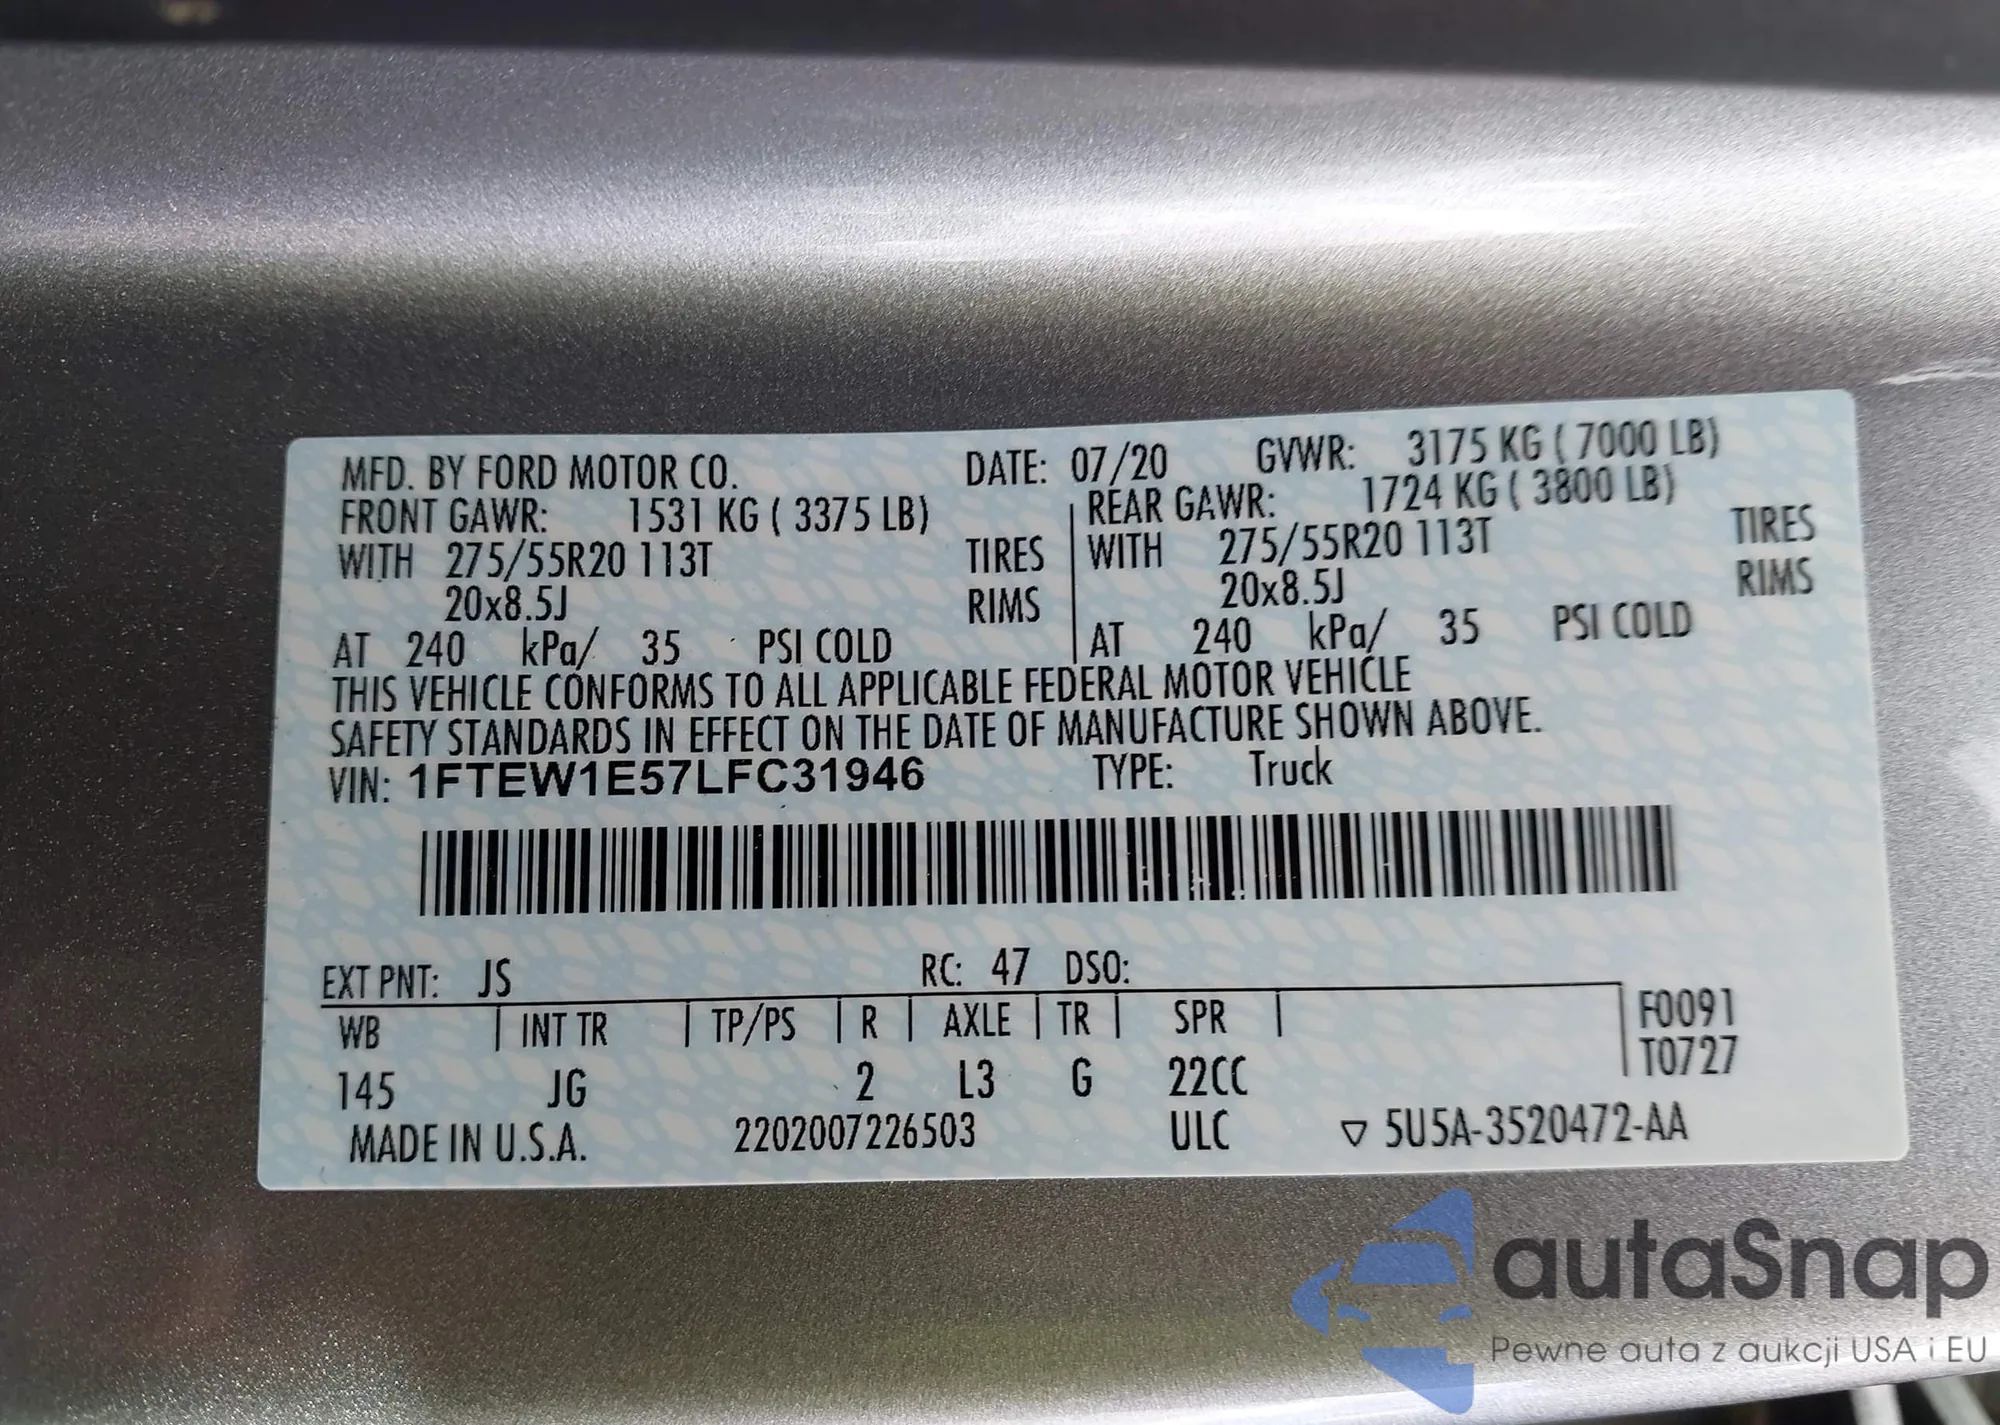 MFD. BY FORD MOTOR CO. DATE: 07/20 GVWR: 3175 KG ( 7000 LB)
FRONT GAWR: 1531 KG ( 3375 LB) REAR GAWR: 1724 KG ( 3800 LB)
WITH 275/55R20 113T TIRES WITH 275/55R20 113T TIRES
20x8.5J RIMS 20x8.5J RIMS
AT 240 kPa/ 35 PSI COLD AT 240 kPa/ 35 PSI COLD
THIS VEHICLE CONFORMS TO ALL APPLICABLE FEDERAL MOTOR VEHICLE
SAFETY STANDARDS IN EFFECT ON THE DATE OF MANUFACTURE SHOWN ABOVE.
VIN: 1FTEW1E57LFC31946 TYPE: Truck
EXT PNT: JS RC: 47 DSO:
WB INT TR TP/PS R AXLE TR SPR F0091
T0727
145 JG 2 L3 G 22CC
MADE IN U.S.A. 2202007226503 ULC ▽ 5U5A-3520472-AA
autaSnap
Pewne auta z aukcji USA i EU